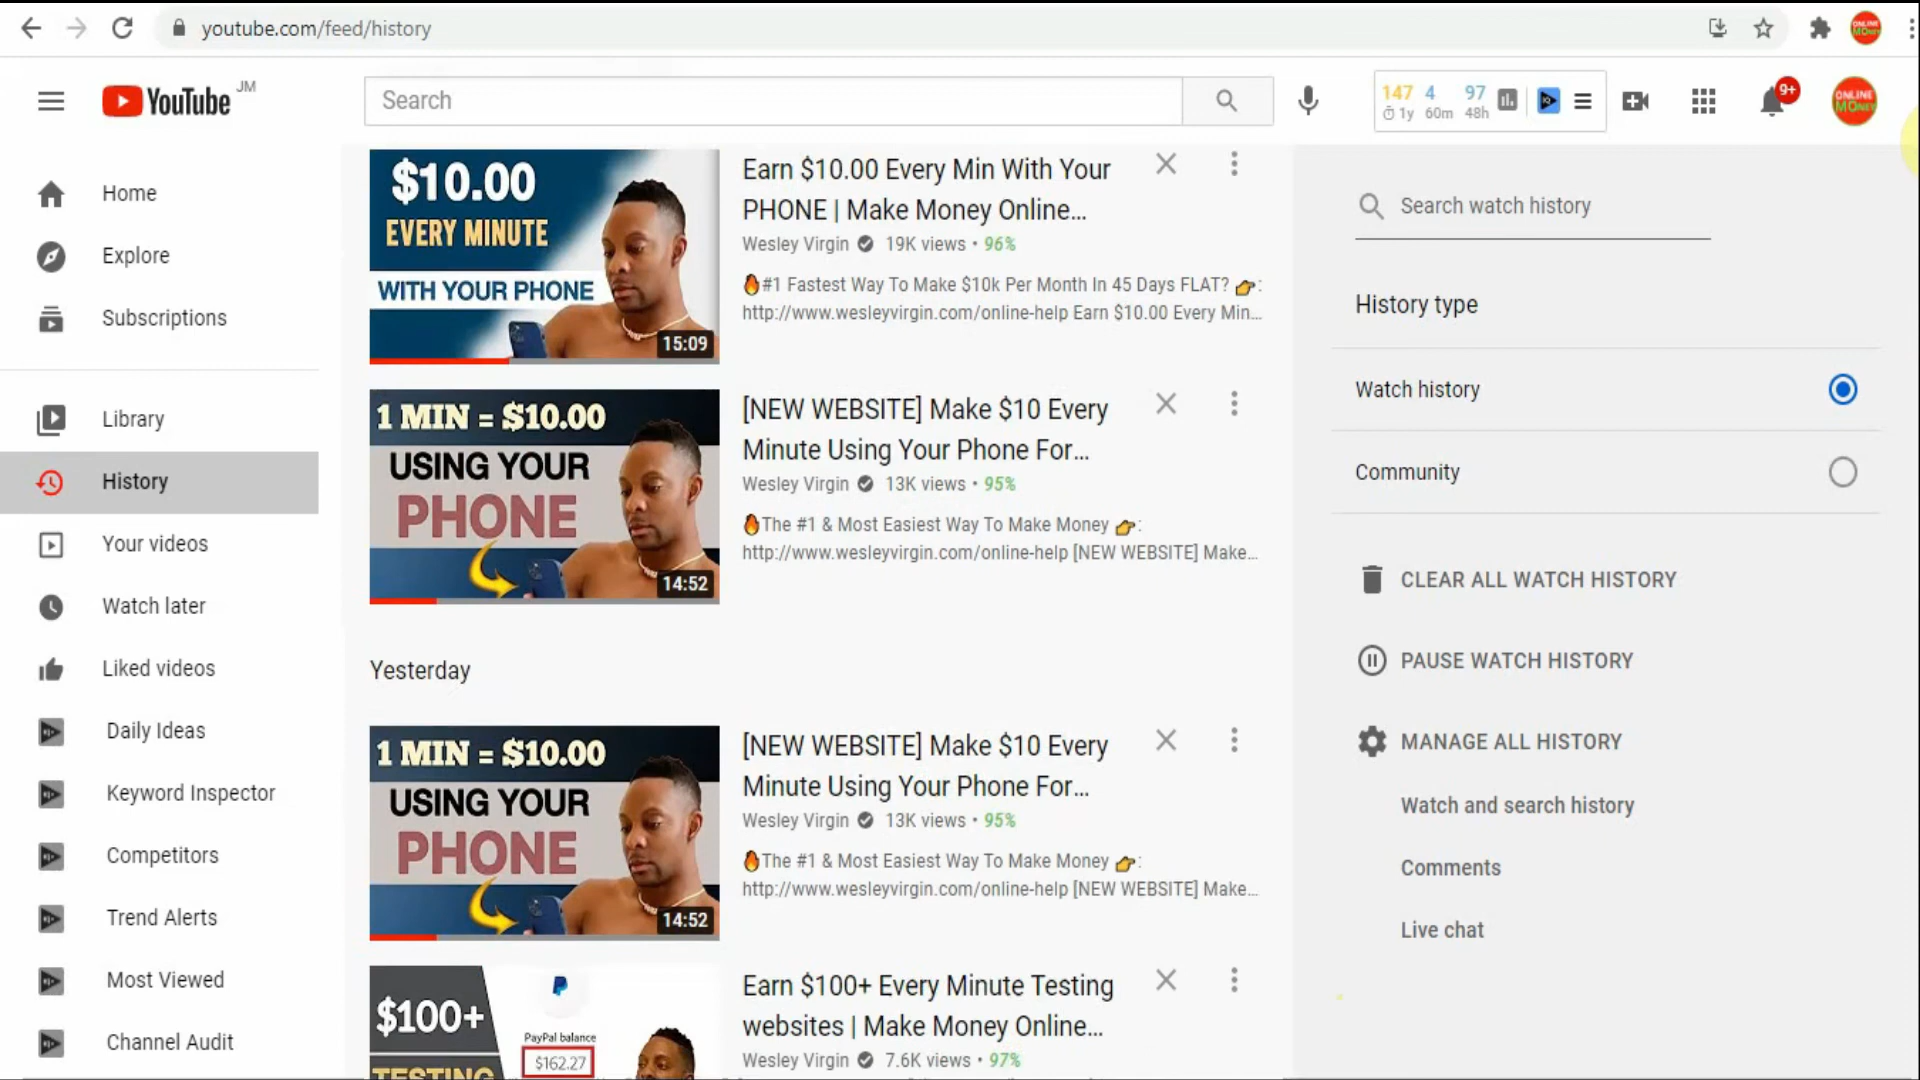 youtube.com/feed/history
YouTube JM
Search
147 4 97
1y 60m 48h
9+
ONLINE MONEY
Home
Explore
Subscriptions
Library
History
Your videos
Watch later
Liked videos
Daily Ideas
Keyword Inspector
Competitors
Trend Alerts
Most Viewed
Channel Audit
$10.00
EVERY MINUTE
WITH YOUR PHONE
15:09
Earn $10.00 Every Min With Your
PHONE | Make Money Online...
Wesley Virgin 19K views • 96%
🔥#1 Fastest Way To Make $10k Per Month In 45 Days FLAT? 👉:
http://www.wesleyvirgin.com/online-help Earn $10.00 Every Min...
1 MIN = $10.00
USING YOUR
PHONE
14:52
[NEW WEBSITE] Make $10 Every
Minute Using Your Phone For...
Wesley Virgin 13K views • 95%
🔥The #1 & Most Easiest Way To Make Money 👉:
http://www.wesleyvirgin.com/online-help [NEW WEBSITE] Make...
Yesterday
1 MIN = $10.00
USING YOUR
PHONE
14:52
[NEW WEBSITE] Make $10 Every
Minute Using Your Phone For...
Wesley Virgin 13K views • 95%
🔥The #1 & Most Easiest Way To Make Money 👉:
http://www.wesleyvirgin.com/online-help [NEW WEBSITE] Make...
$100+
TESTING
PayPal balance
$162.27
Earn $100+ Every Minute Testing
websites | Make Money Online...
Wesley Virgin 7.6K views • 97%
Search watch history
History type
Watch history
Community
CLEAR ALL WATCH HISTORY
PAUSE WATCH HISTORY
MANAGE ALL HISTORY
Watch and search history
Comments
Live chat